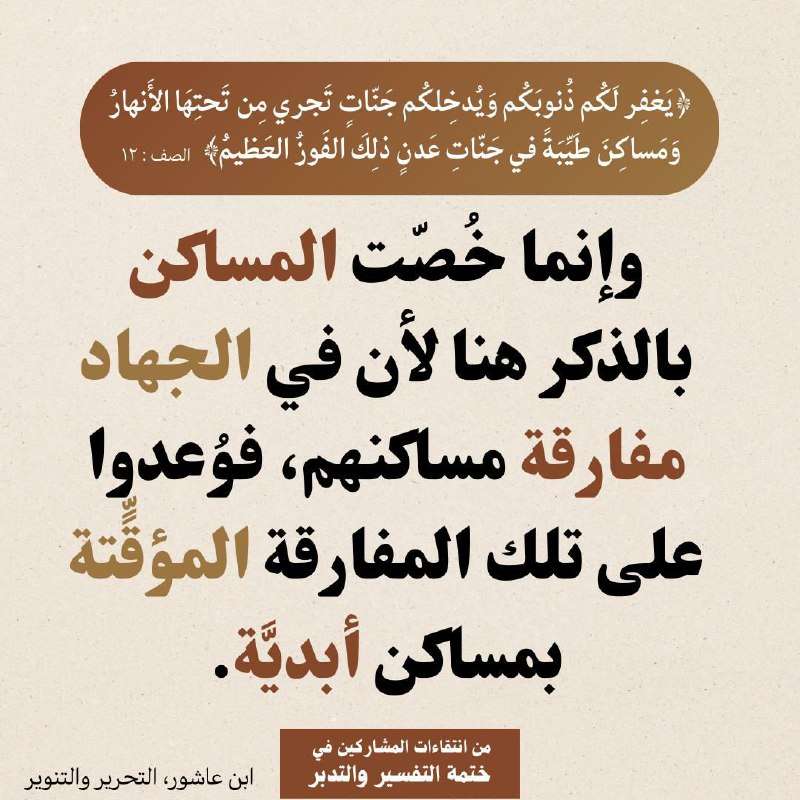 ﴿يَغفِر لَكُم ذُنوبَكُم وَيُدخِلكُم جَنّاتٍ تَجري مِن تَحتِهَا الأَنهارُ
وَمَساكِنَ طَيِّبَةً في جَنّاتِ عَدنٍ ذلِكَ الفَوزُ العَظيمُ﴾ الصف : ١٢
وإنما خُصّت المساكن
بالذكر هنا لأن في الجهاد
مفارقة مساكنهم، فوُعدوا
على تلك المفارقة المؤقَّتة
بمساكن أبديَّة.
من انتقاءات المشاركين في
ختمة التفسير والتدبر
ابن عاشور، التحرير والتنوير